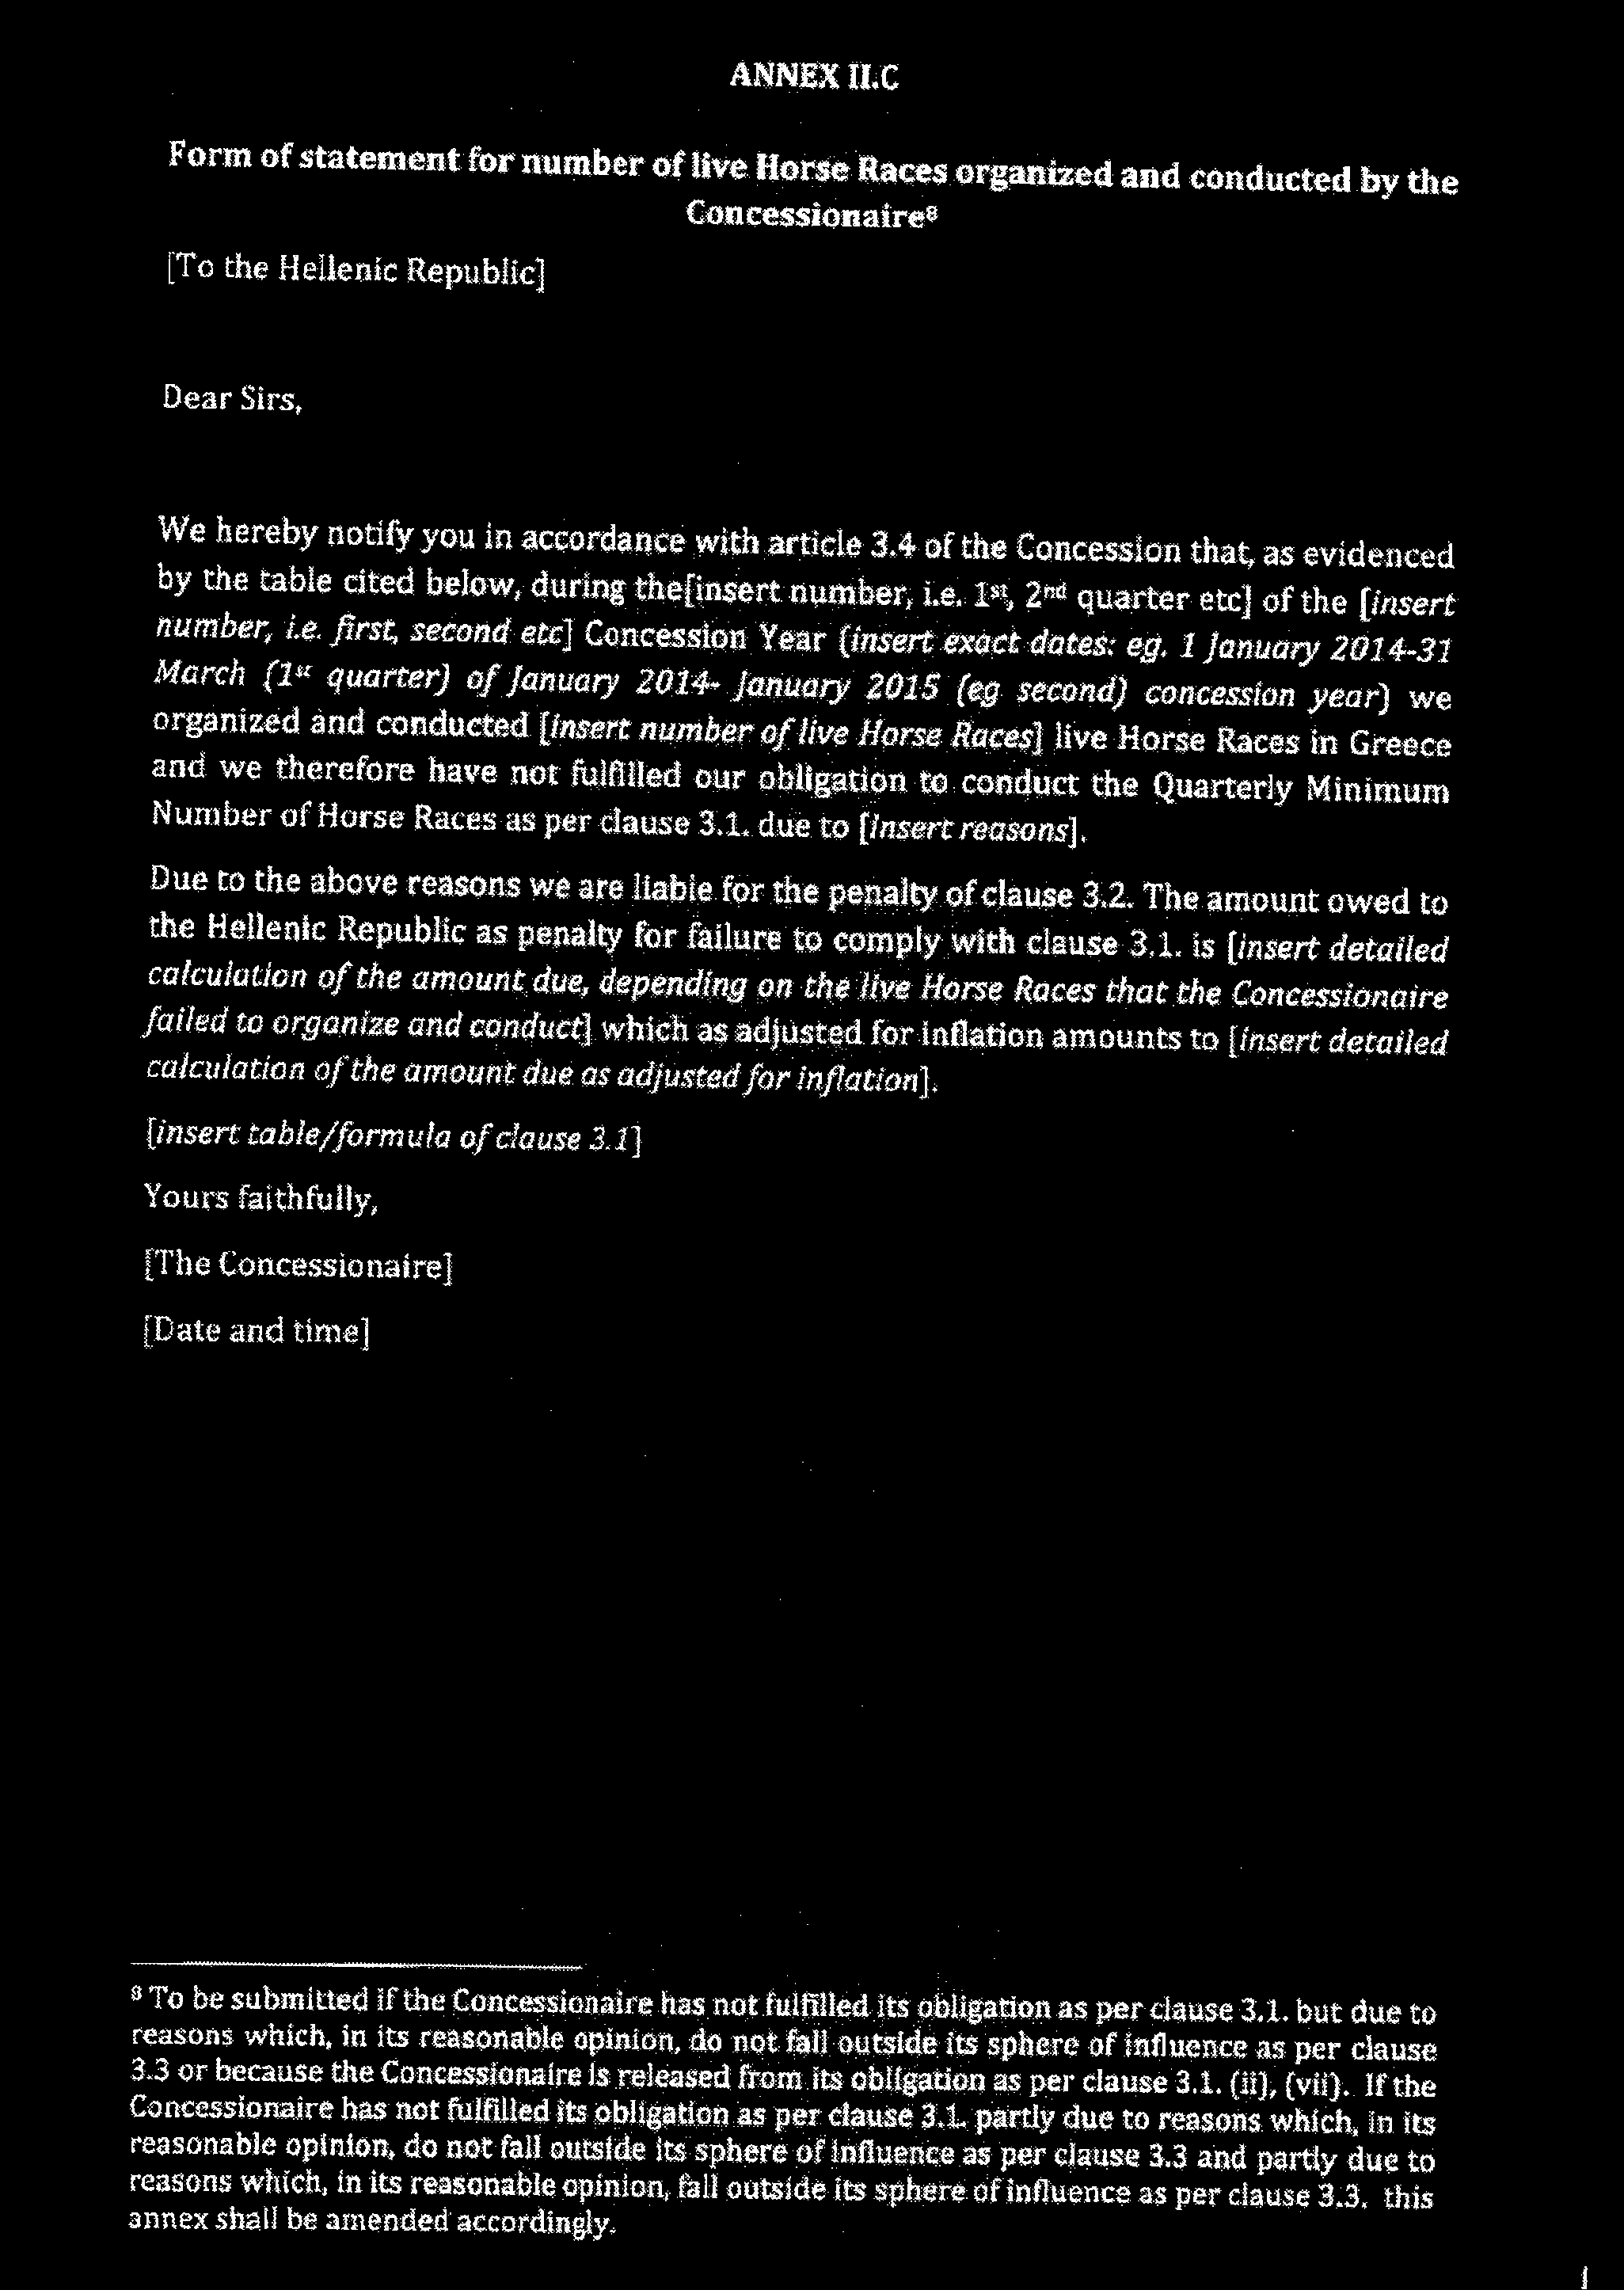 ANNEX II.C
Form of statement for number of live Horse Races organized and conducted by the
Concessionaire⁸
[To the Hellenic Republic]
Dear Sirs,
We hereby notify you in accordance with article 3.4 of the Concession that, as evidenced
by the table cited below, during the[insert number, i.e. 1st, 2nd quarter etc] of the [insert
number, i.e. first, second etc] Concession Year (insert exact dates: eg. 1 January 2014-31
March (1st quarter) of January 2014- January 2015 (eg second) concession year) we
organized and conducted [insert number of live Horse Races] live Horse Races in Greece
and we therefore have not fulfilled our obligation to conduct the Quarterly Minimum
Number of Horse Races as per clause 3.1. due to [insert reasons].
Due to the above reasons we are liable for the penalty of clause 3.2. The amount owed to
the Hellenic Republic as penalty for failure to comply with clause 3.1. is [insert detailed
calculation of the amount due, depending on the live Horse Races that the Concessionaire
failed to organize and conduct] which as adjusted for inflation amounts to [insert detailed
calculation of the amount due as adjusted for inflation].
[insert table/formula of clause 3.1]
Yours faithfully,
[The Concessionaire]
[Date and time]
⁸ To be submitted if the Concessionaire has not fulfilled its obligation as per clause 3.1. but due to
reasons which, in its reasonable opinion, do not fall outside its sphere of influence as per clause
3.3 or because the Concessionaire is released from its obligation as per clause 3.1. (ii), (vii). If the
Concessionaire has not fulfilled its obligation as per clause 3.1. partly due to reasons which, in its
reasonable opinion, do not fall outside its sphere of influence as per clause 3.3 and partly due to
reasons which, in its reasonable opinion, fall outside its sphere of influence as per clause 3.3. this
annex shall be amended accordingly.